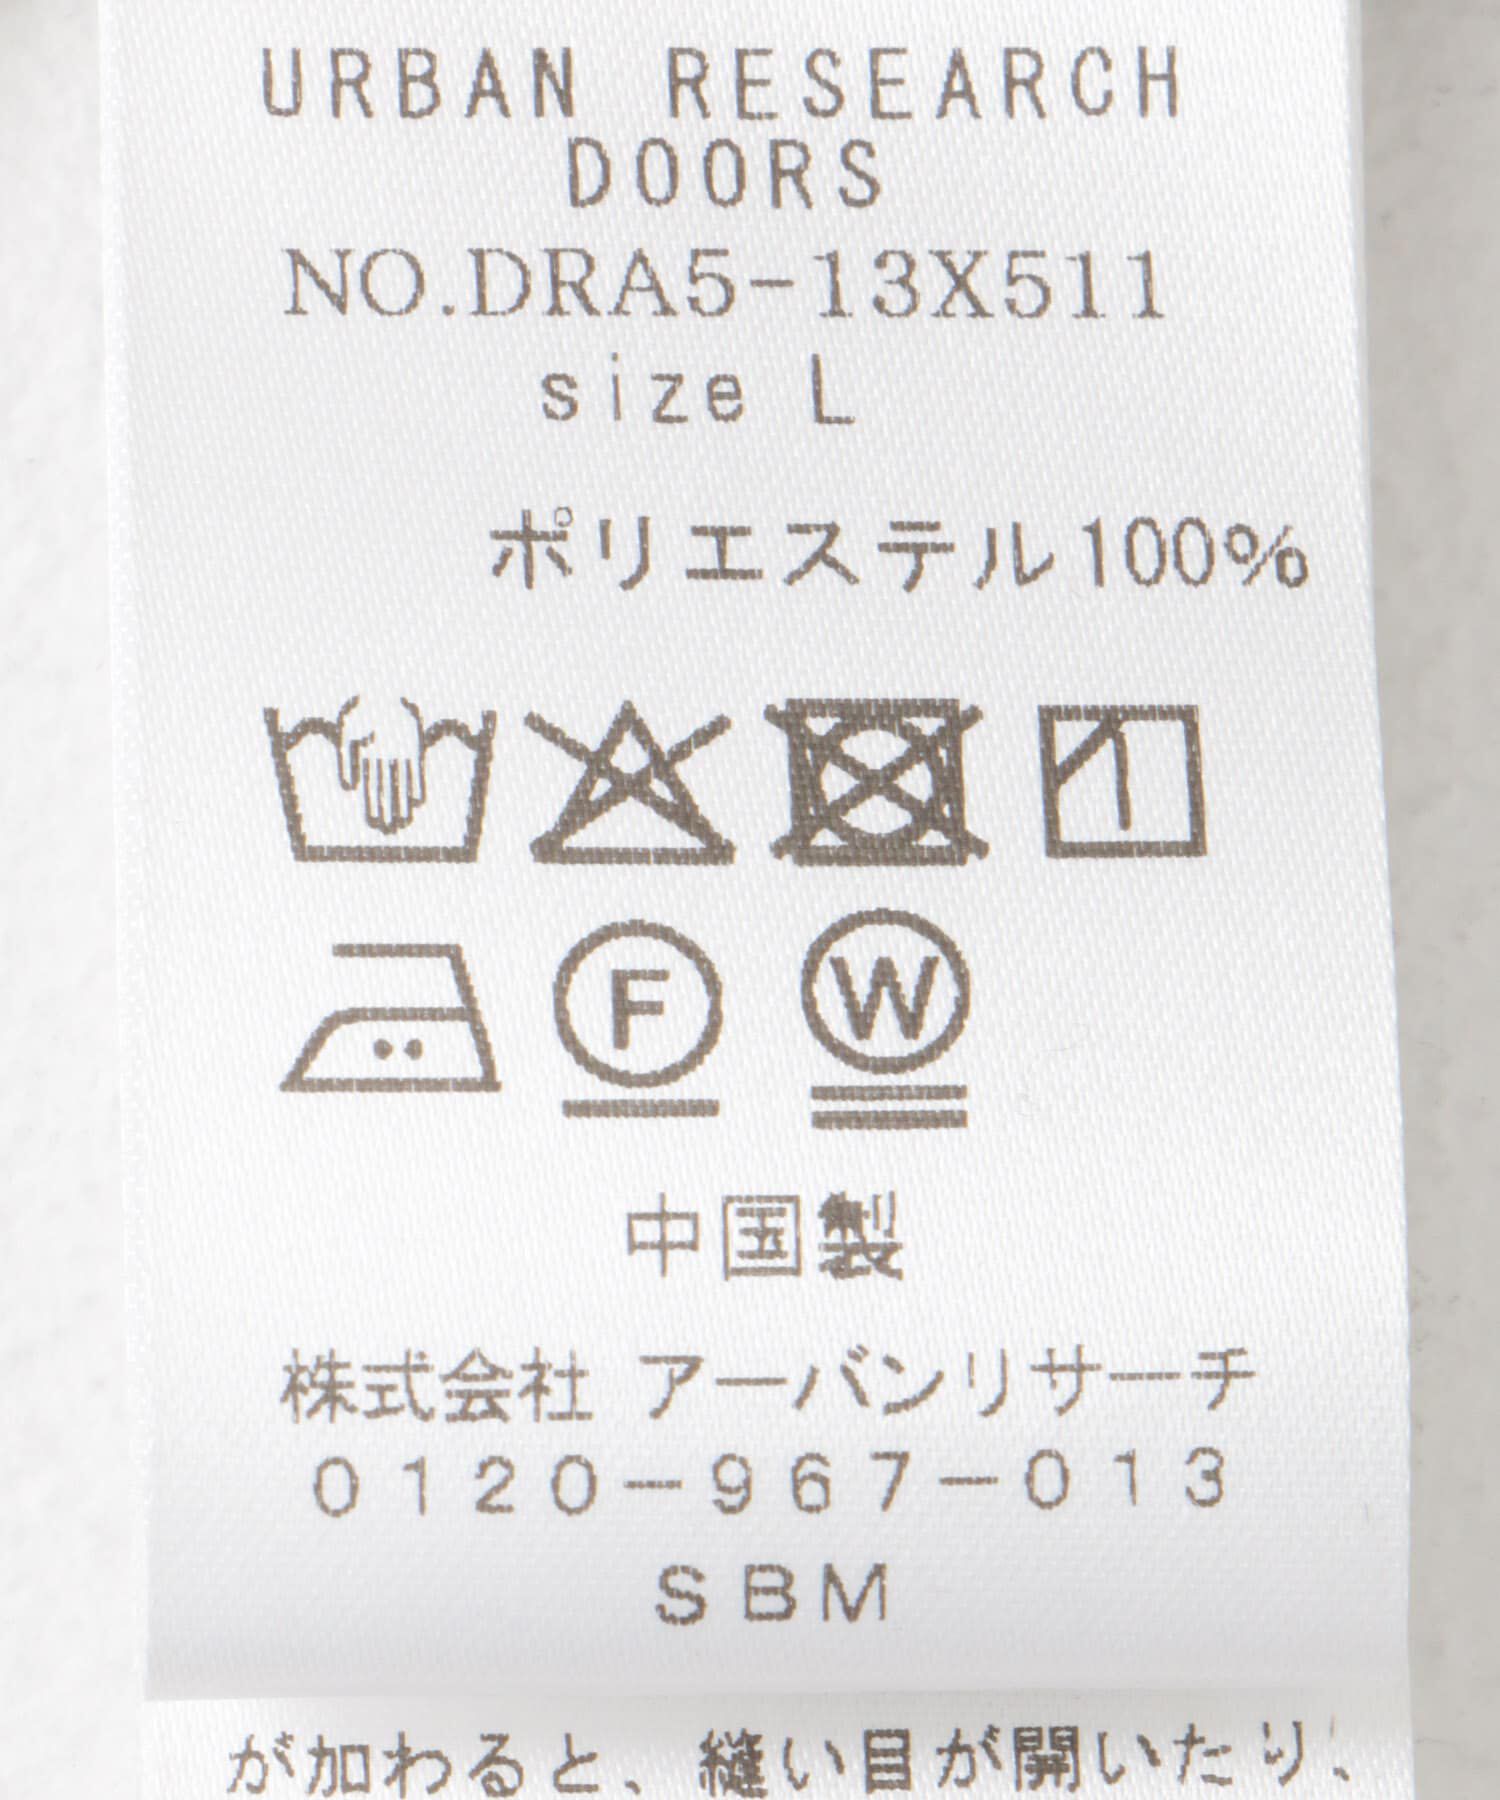 URBAN RESEARCH
DOORS
NO.DRA5-13X511
size L
ポリエステル100%
F W
中国製
株式会社 アーバンリサーチ
0120-967-013
SBM
が加わると、縫い目が開いたり、